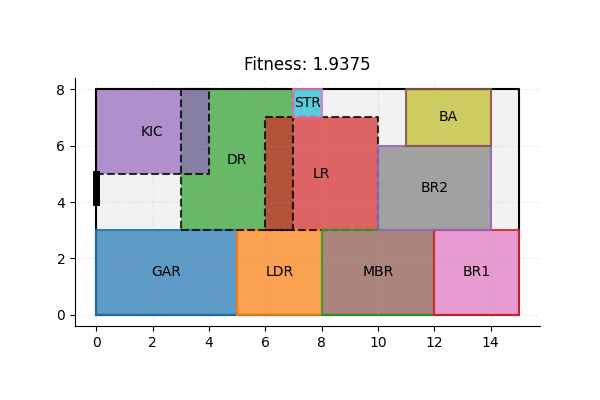 Fitness: 1.9375
8
6
4
2
0
KIC
DR
STR
LR
BA
BR2
GAR
LDR
MBR
BR1
0 2 4 6 8 10 12 14